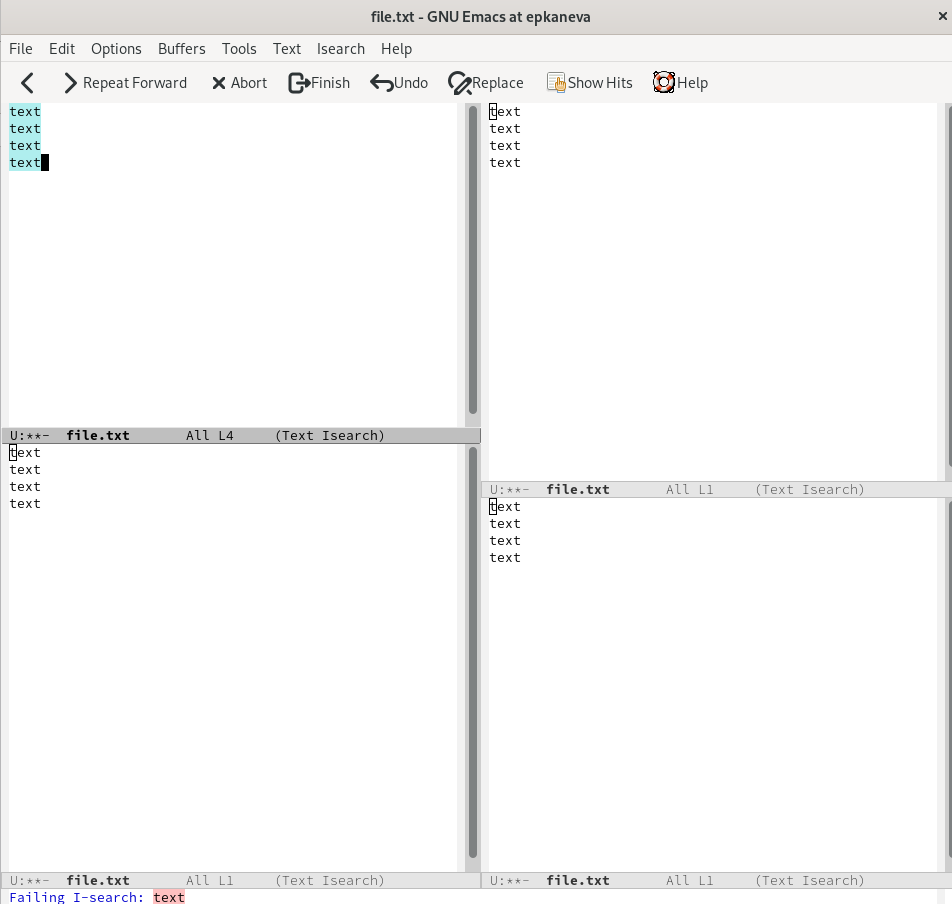 file.txt - GNU Emacs at epkaneva ×
File Edit Options Buffers Tools Text Isearch Help
Repeat Forward Abort Finish Undo Replace Show Hits Help
text
text
text
text
U:**- file.txt All L4 (Text Isearch)
text
text
text
text
U:**- file.txt All L1 (Text Isearch)
text
text
text
text
U:**- file.txt All L1 (Text Isearch)
text
text
text
text
U:**- file.txt All L1 (Text Isearch)
Failing I-search: text